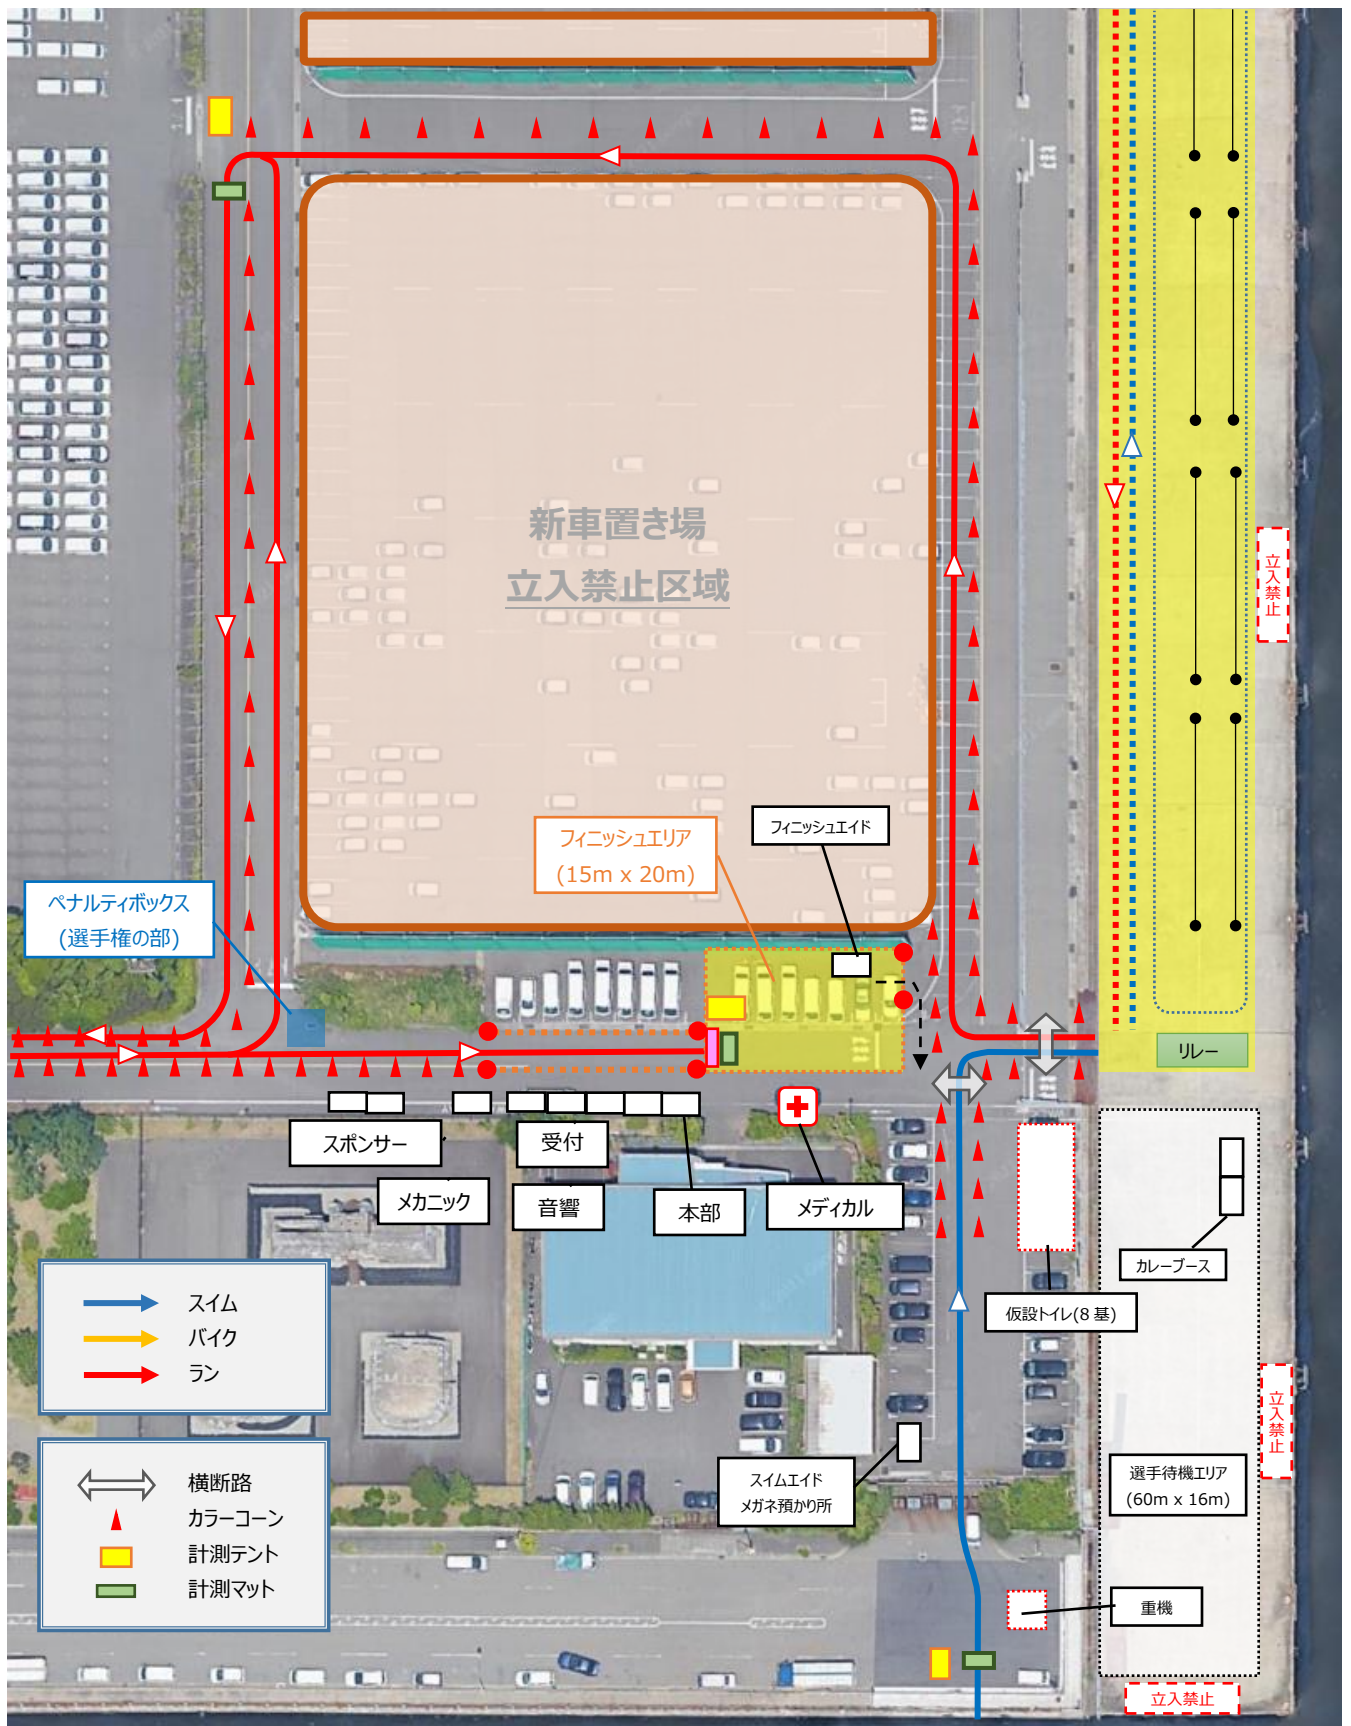 新車置き場
立入禁止区域
立入禁止
フィニッシュエイド
フィニッシュエリア
(15m x 20m)
ペナルティボックス
(選手権の部)
リレー
スポンサー
受付
メカニック
音響
本部
メディカル
カレーブース
仮設トイレ(8 基)
スイム
バイク
ラン
立入禁止
横断路
カラーコーン
計測テント
計測マット
スイムエイド
メガネ預かり所
選手待機エリア
(60m x 16m)
重機
立入禁止